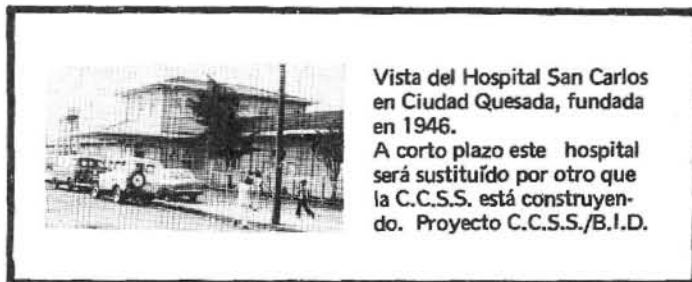 Vista del Hospital San Carlos
en Ciudad Quesada, fundada
en 1946.
A corto plazo este hospital
será sustituído por otro que
la C.C.S.S. está construyen-
do. Proyecto C.C.S.S./B.I.D.